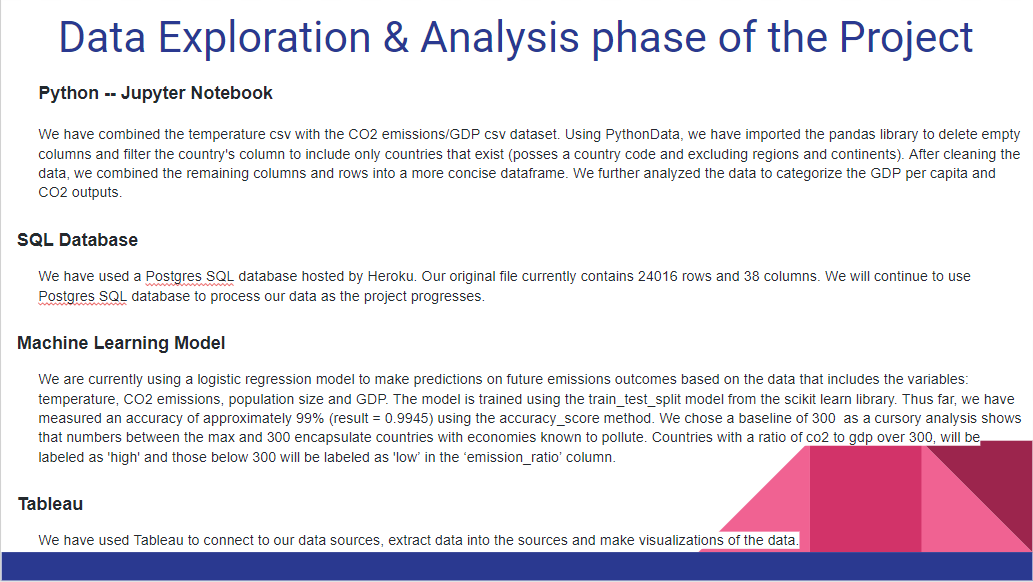 Data Exploration & Analysis phase of the Project
Python -- Jupyter Notebook
We have combined the temperature csv with the CO2 emissions/GDP csv dataset. Using PythonData, we have imported the pandas library to delete empty
columns and filter the country's column to include only countries that exist (posses a country code and excluding regions and continents). After cleaning the
data, we combined the remaining columns and rows into a more concise dataframe. We further analyzed the data to categorize the GDP per capita and
CO2 outputs.
SQL Database
We have used a Postgres SQL database hosted by Heroku. Our original file currently contains 24016 rows and 38 columns. We will continue to use
Postgres SQL database to process our data as the project progresses.
Machine Learning Model
We are currently using a logistic regression model to make predictions on future emissions outcomes based on the data that includes the variables:
temperature, CO2 emissions, population size and GDP. The model is trained using the train_test_split model from the scikit learn library. Thus far, we have
measured an accuracy of approximately 99% (result = 0.9945) using the accuracy_score method. We chose a baseline of 300  as a cursory analysis shows
that numbers between the max and 300 encapsulate countries with economies known to pollute. Countries with a ratio of co2 to gdp over 300, will be
labeled as 'high' and those below 300 will be labeled as 'low' in the ‘emission_ratio’ column.
Tableau
We have used Tableau to connect to our data sources, extract data into the sources and make visualizations of the data.